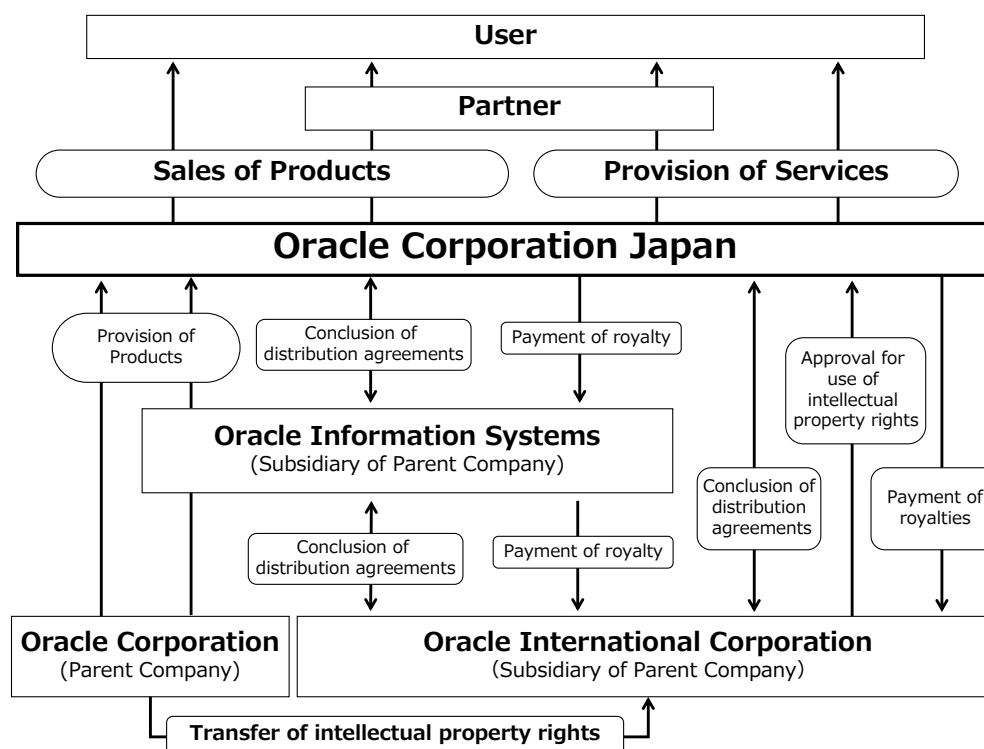 User
Partner
Sales of Products
Provision of Services
Oracle Corporation Japan
Provision of
Products
Conclusion of
distribution agreements
Payment of royalty
Approval for
use of
intellectual
property rights
Oracle Information Systems
(Subsidiary of Parent Company)
Conclusion of
distribution
agreements
Payment of
royalties
Conclusion of
distribution agreements
Payment of royalty
Oracle Corporation
(Parent Company)
Oracle International Corporation
(Subsidiary of Parent Company)
Transfer of intellectual property rights